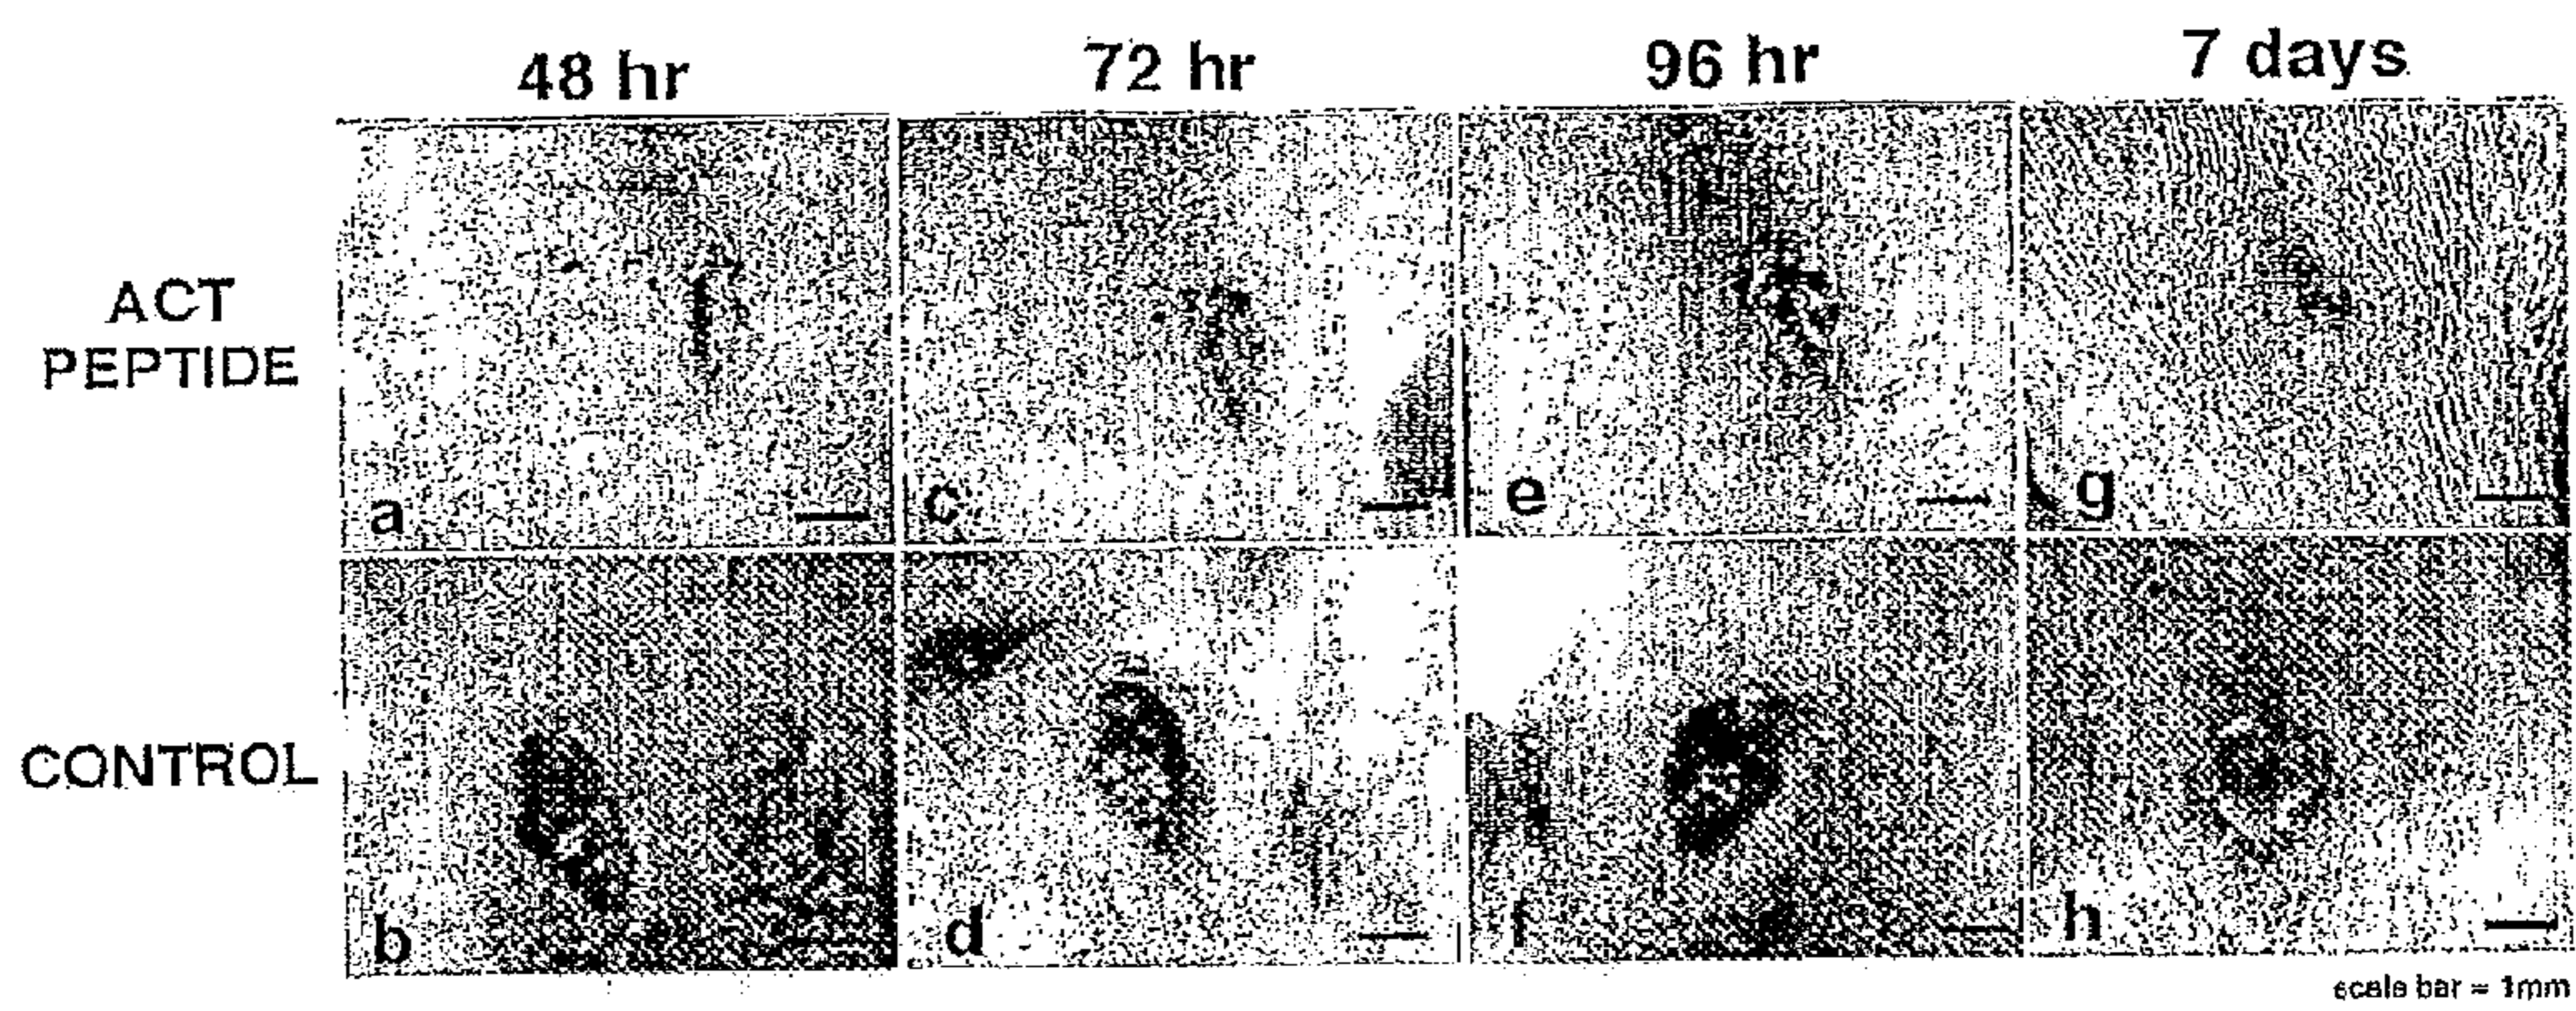 48 hr
72 hr
96 hr
7 days
ACT
PEPTIDE
a
c
e
g
CONTROL
b
d
f
h
scale bar = 1mm